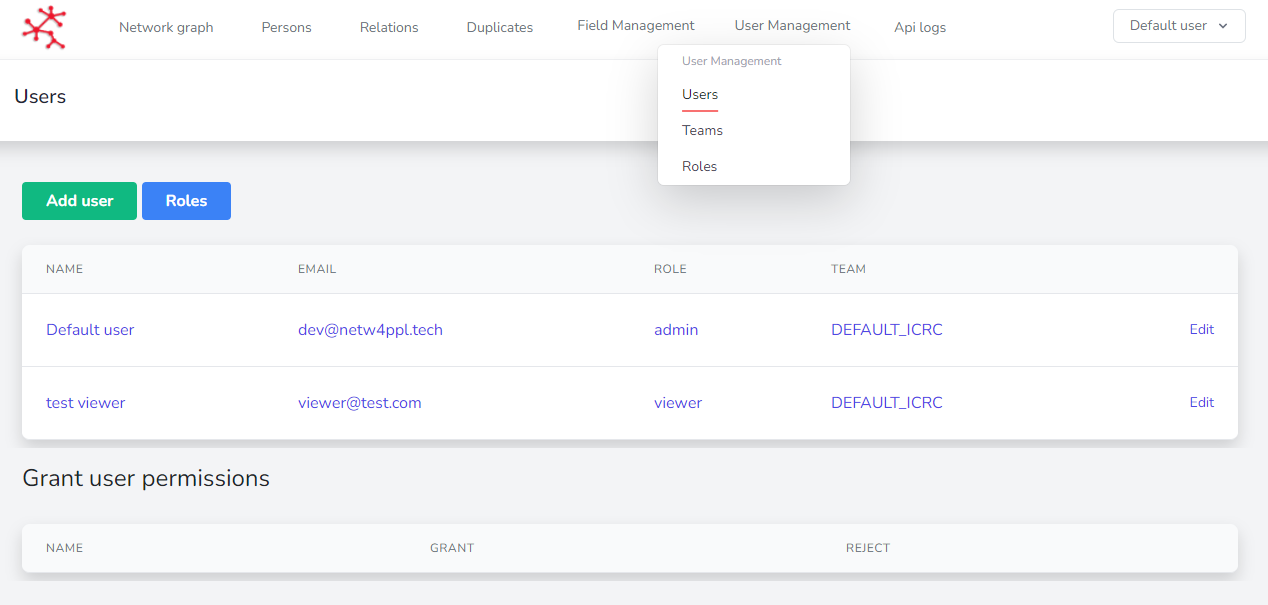 Network graph Persons Relations Duplicates Field Management User Management Api logs Default user
User Management
Users
Users
Teams
Roles
Add user Roles
NAME EMAIL ROLE TEAM
Default user dev@netw4ppl.tech admin DEFAULT_ICRC Edit
test viewer viewer@test.com viewer DEFAULT_ICRC Edit
Grant user permissions
NAME GRANT REJECT